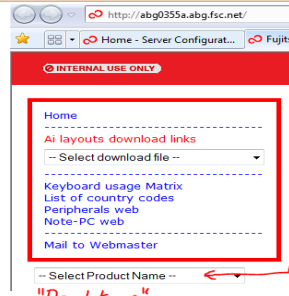 http://abg0355a.abg.fsc.net/
Home - Server Configurat...
Fujits
INTERNAL USE ONLY
Home
Ai layouts download links
-- Select download file --
Keyboard usage Matrix
List of country codes
Peripherals web
Note-PC web
Mail to Webmaster
-- Select Product Name --